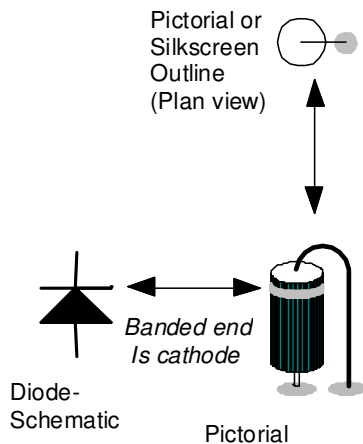 Pictorial or
Silkscreen
Outline
(Plan view)
Banded end
Is cathode
Diode-
Schematic
Pictorial